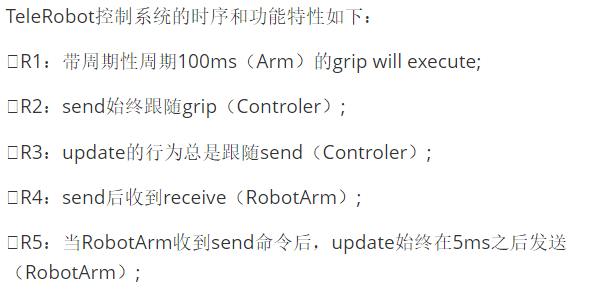 TeleRobot控制系统的时序和功能特性如下：
□R1：带周期性周期100ms（Arm）的grip will execute;
□R2：send始终跟随grip（Controler）;
□R3：update的行为总是跟随send（Controler）;
□R4：send后收到receive（RobotArm）;
□R5：当RobotArm收到send命令后，update始终在5ms之后发送
（RobotArm）;